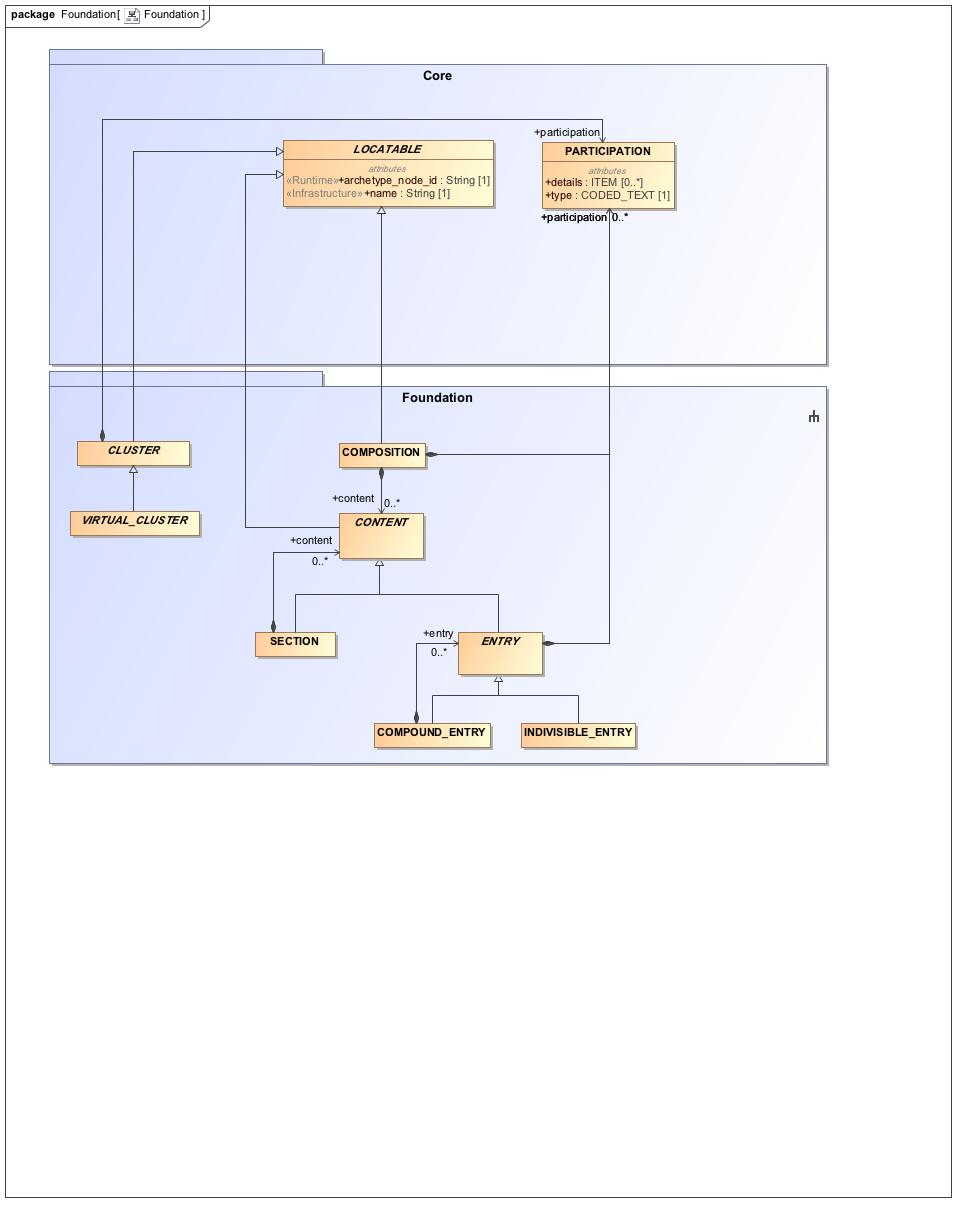 package Foundation[ Foundation ]
Core
+participation
LOCATABLE
attributes
«Runtime»+archetype_node_id : String [1]
«Infrastructure»+name : String [1]
PARTICIPATION
attributes
+details : ITEM [0..*]
+type : CODED_TEXT [1]
+participation 0..*
Foundation
CLUSTER
COMPOSITION
+content
0..*
VIRTUAL_CLUSTER
CONTENT
+content
0..*
SECTION
+entry
0..*
ENTRY
COMPOUND_ENTRY
INDIVISIBLE_ENTRY